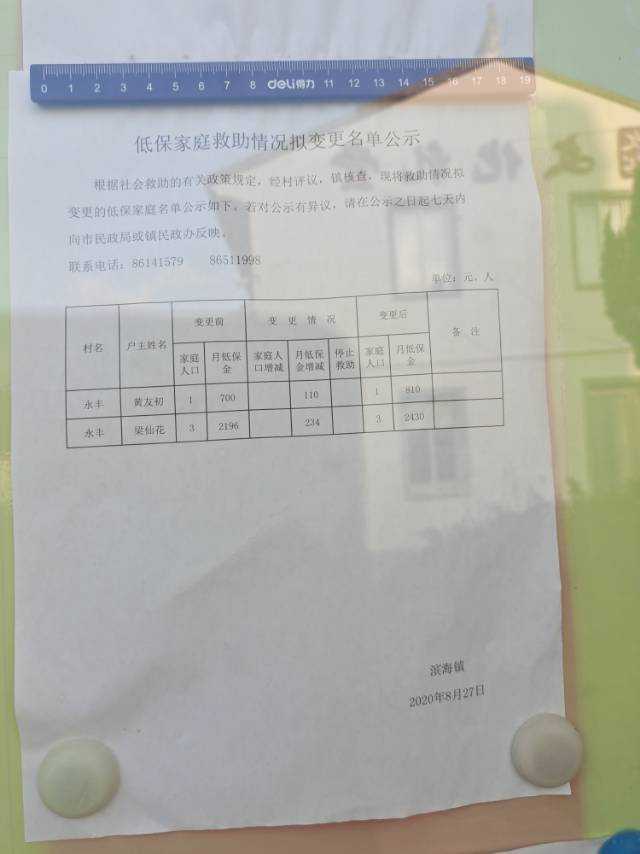 0 1 2 3 4 5 6 7 8 deli得力 11 12 13 14 15 16 17 18 19
低保家庭救助情况拟变更名单公示
根据社会救助的有关政策规定，经村评议，镇核查，现将救助情况拟
变更的低保家庭名单公示如下。若对公示有异议，请在公示之日起七天内
向市民政局或镇民政办反映。
联系电话：86141579 86511998
单位：元、人
村名 户主姓名 变更前 变 更 情 况 变更后 备 注
家庭人口 月低保金 家庭人口增减 月低保金增减 停止救助 家庭人口 月低保金
永丰 黄友初 1 700 110 1 810
永丰 梁仙花 3 2196 234 3 2430
滨海镇
2020年8月27日